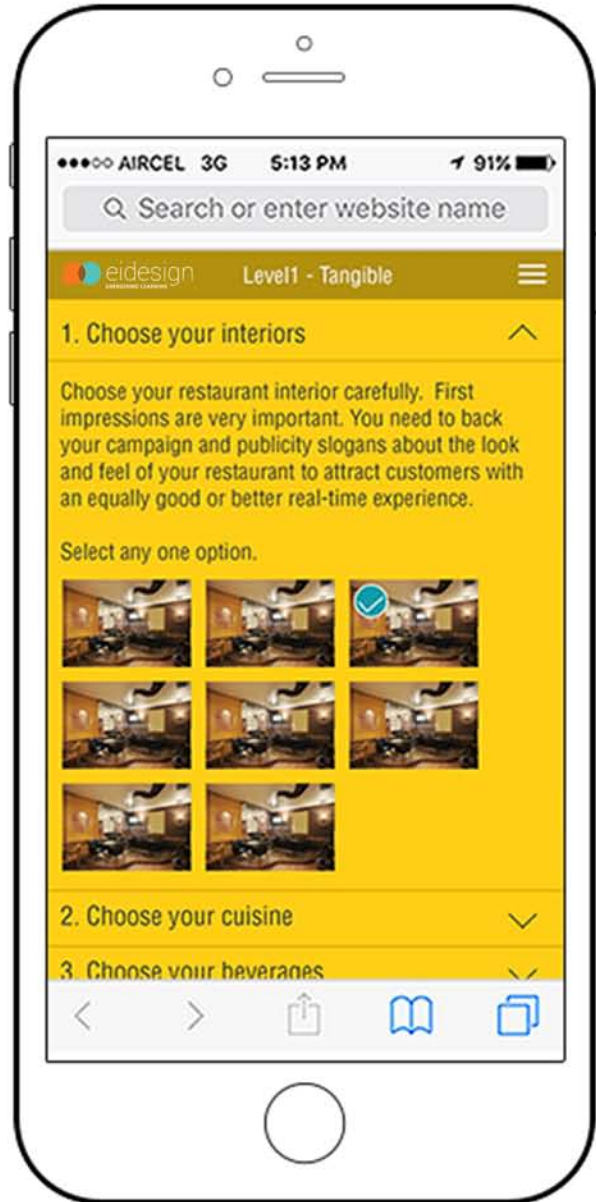 AIRCEL 3G 5:13 PM 91%
Search or enter website name
eidesign Level1 - Tangible
ENERGISING LEARNING
1. Choose your interiors
Choose your restaurant interior carefully. First
impressions are very important. You need to back
your campaign and publicity slogans about the look
and feel of your restaurant to attract customers with
an equally good or better real-time experience.
Select any one option.
2. Choose your cuisine
3. Choose your beverages